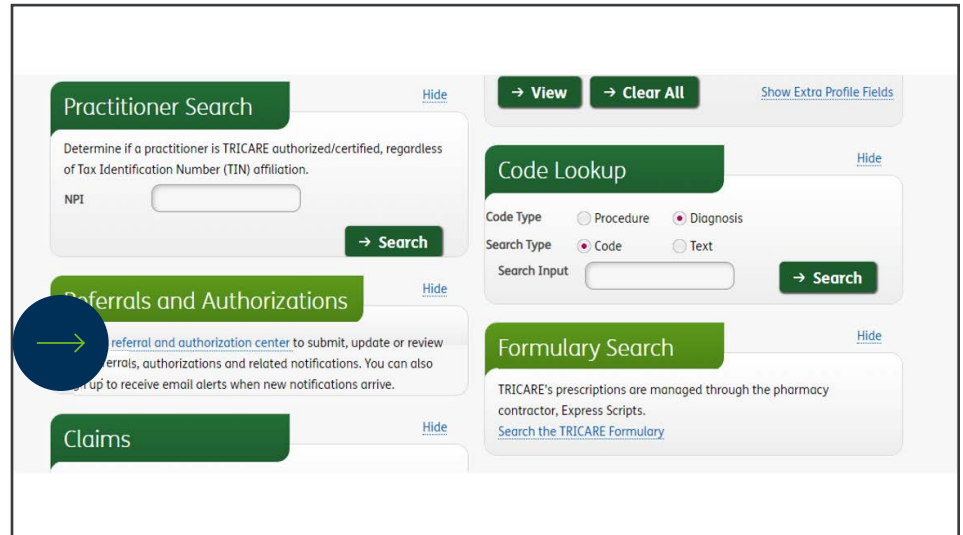 Practitioner Search
Hide
Determine if a practitioner is TRICARE authorized/certified, regardless
of Tax Identification Number (TIN) affiliation.
NPI
→ Search
Referrals and Authorizations
Hide
referral and authorization center to submit, update or review
errals, authorizations and related notifications. You can also
up to receive email alerts when new notifications arrive.
Claims
Hide
→ View → Clear All
Show Extra Profile Fields
Code Lookup
Hide
Code Type Procedure Diagnosis
Search Type Code Text
Search Input
→ Search
Formulary Search
Hide
TRICARE's prescriptions are managed through the pharmacy
contractor, Express Scripts.
Search the TRICARE Formulary